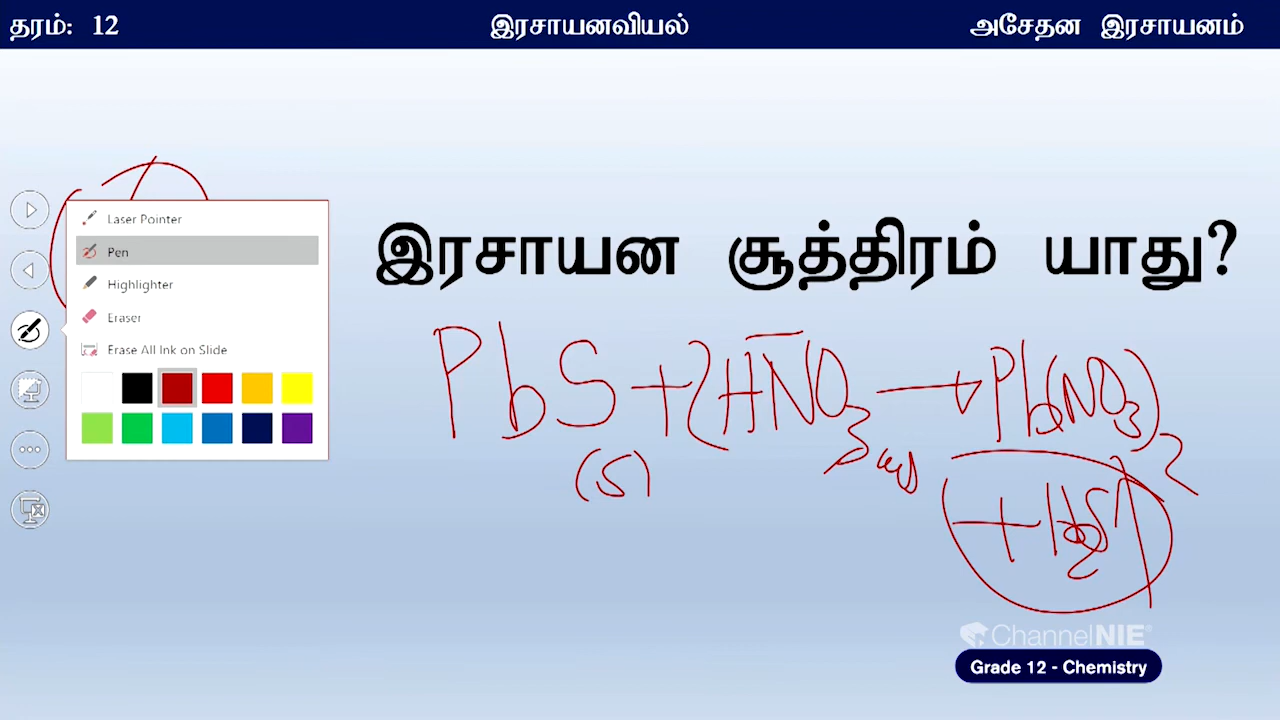 தரம்: 12 இரசாயனவியல் அசேதன இரசாயனம்
Laser Pointer
Pen
Highlighter
Eraser
Erase All Ink on Slide
இரசாயன சூத்திரம் யாது?
PbS + 2HNO3 → Pb(NO3)2
(S)
+ H2S↑
ChannelNIE
Grade 12 - Chemistry